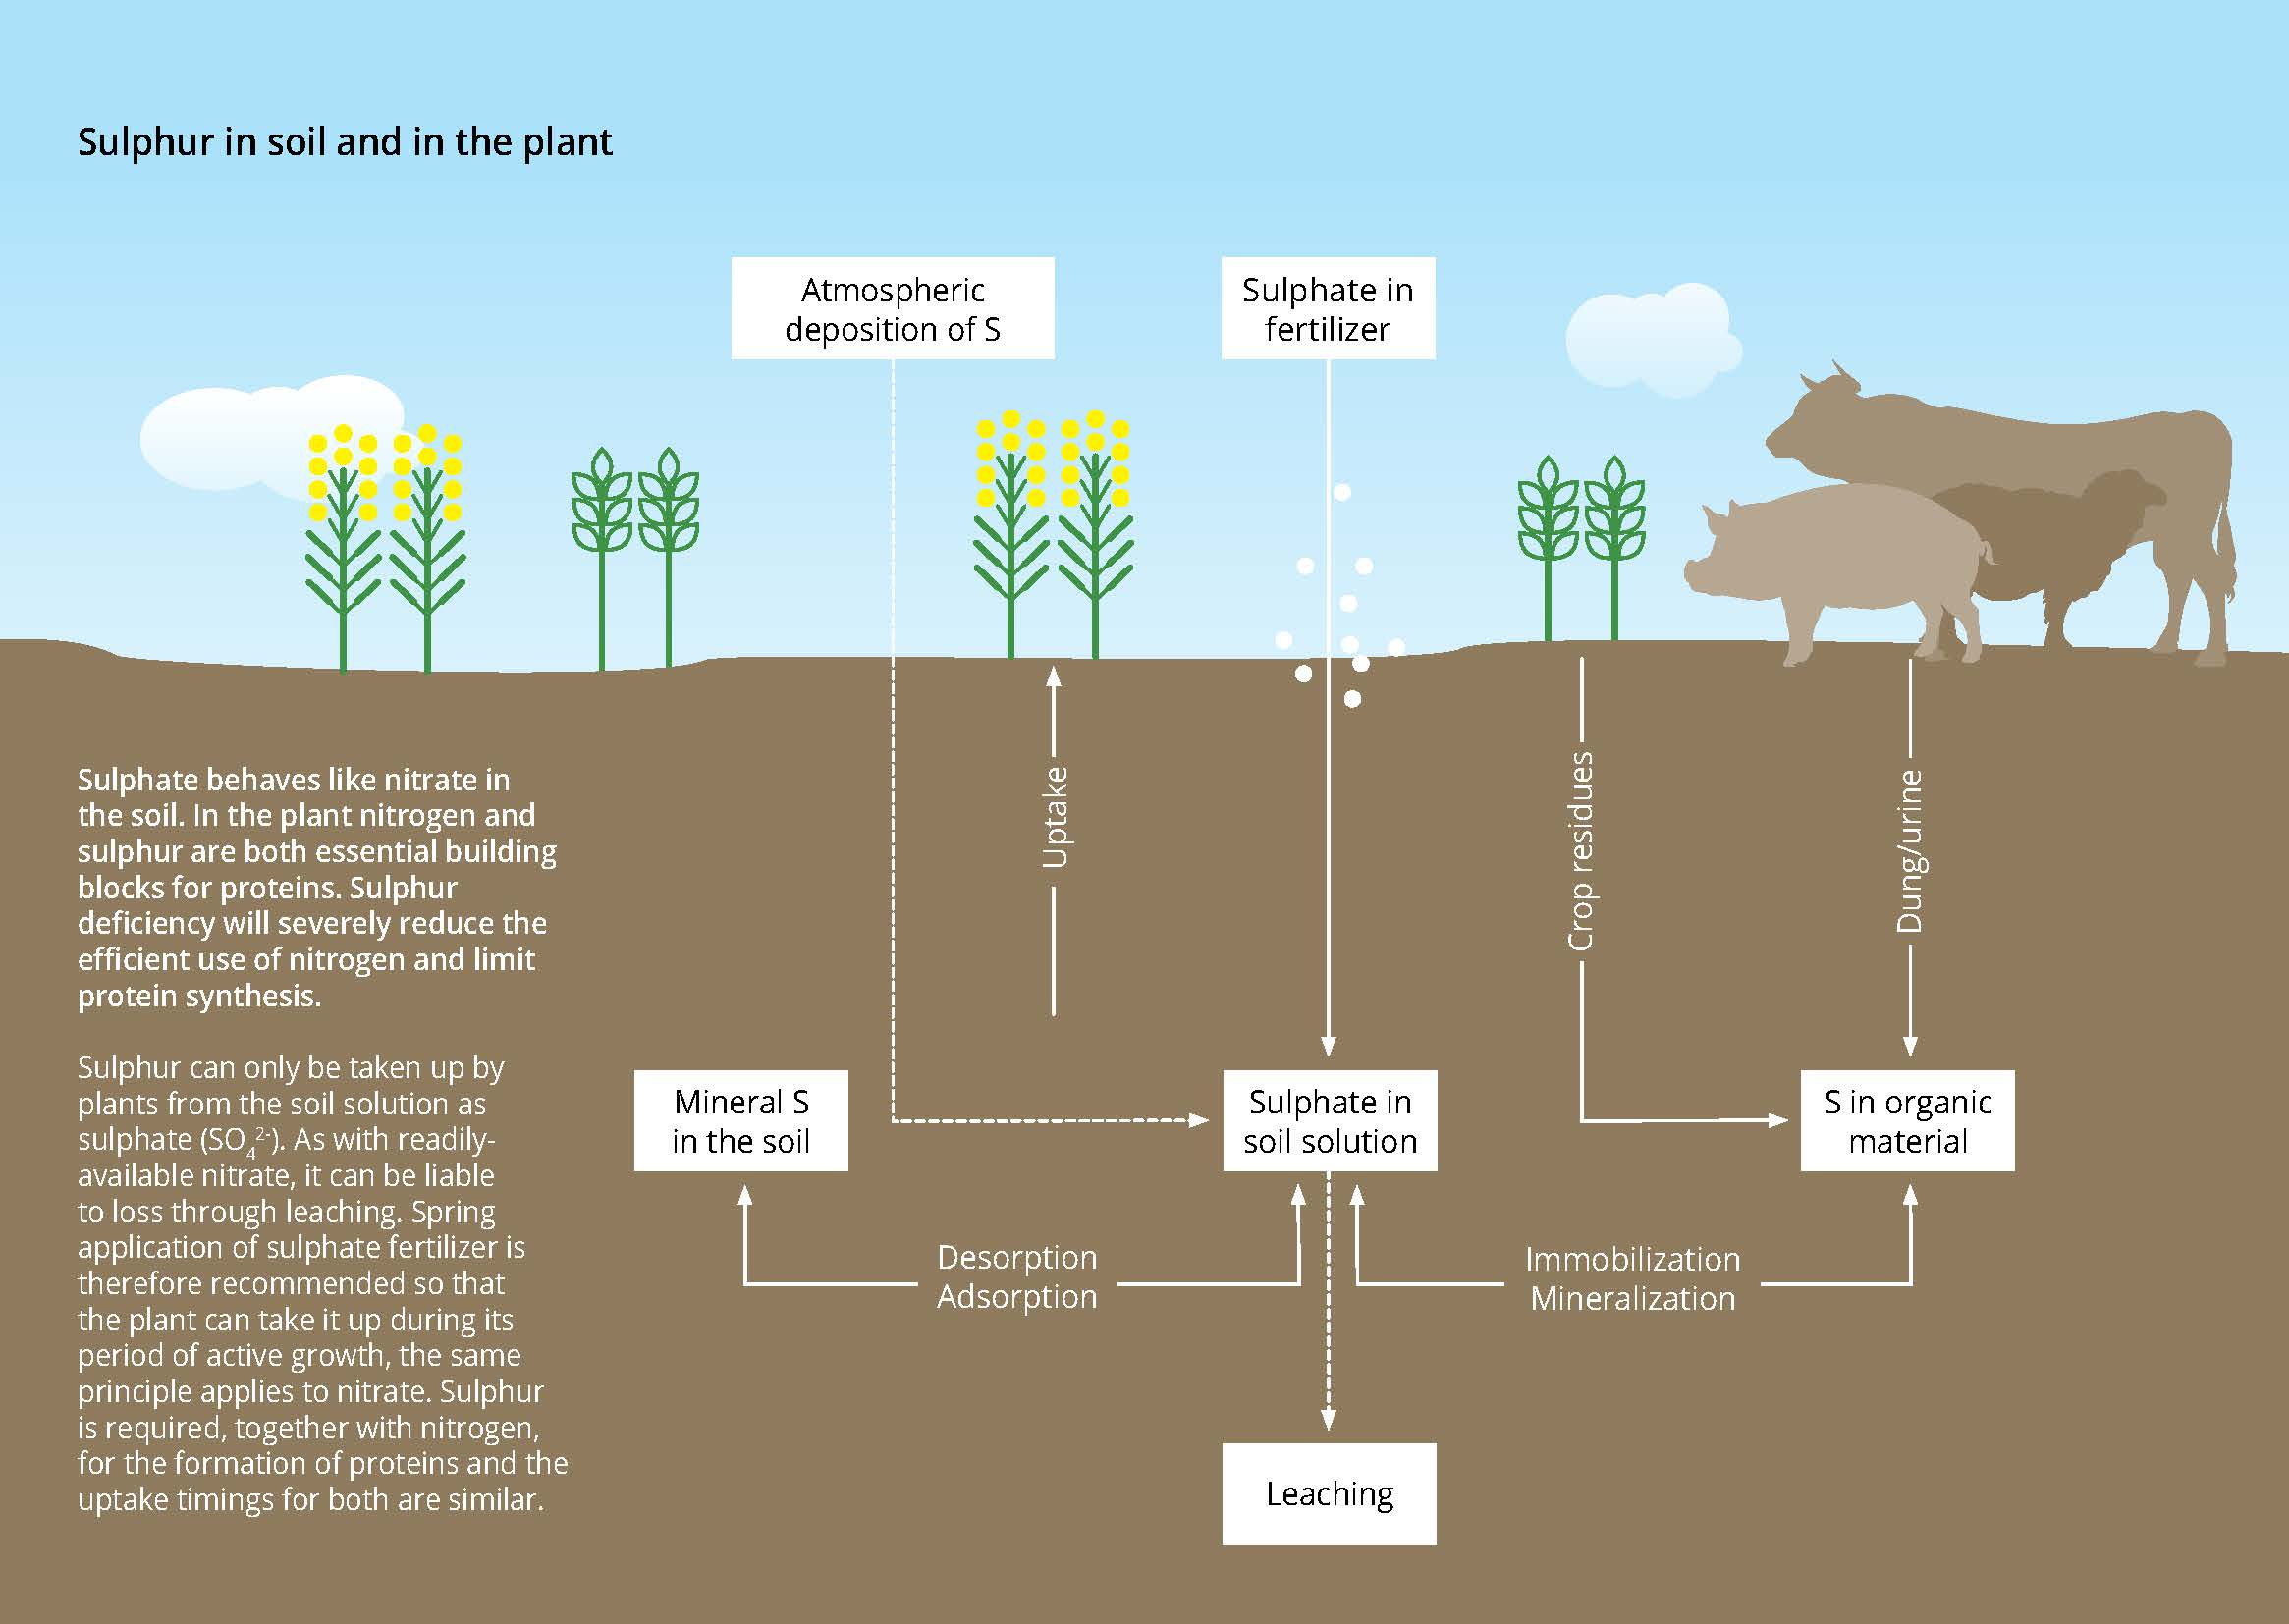 Sulphur in soil and in the plant
Atmospheric
deposition of S
Sulphate in
fertilizer
Sulphate behaves like nitrate in
the soil. In the plant nitrogen and
sulphur are both essential building
blocks for proteins. Sulphur
deficiency will severely reduce the
efficient use of nitrogen and limit
protein synthesis.
Sulphur can only be taken up by
plants from the soil solution as
sulphate (SO₄²⁻). As with readily-
available nitrate, it can be liable
to loss through leaching. Spring
application of sulphate fertilizer is
therefore recommended so that
the plant can take it up during its
period of active growth, the same
principle applies to nitrate. Sulphur
is required, together with nitrogen,
for the formation of proteins and the
uptake timings for both are similar.
Uptake
Crop residues
Dung/urine
Mineral S
in the soil
Sulphate in
soil solution
S in organic
material
Desorption
Adsorption
Immobilization
Mineralization
Leaching